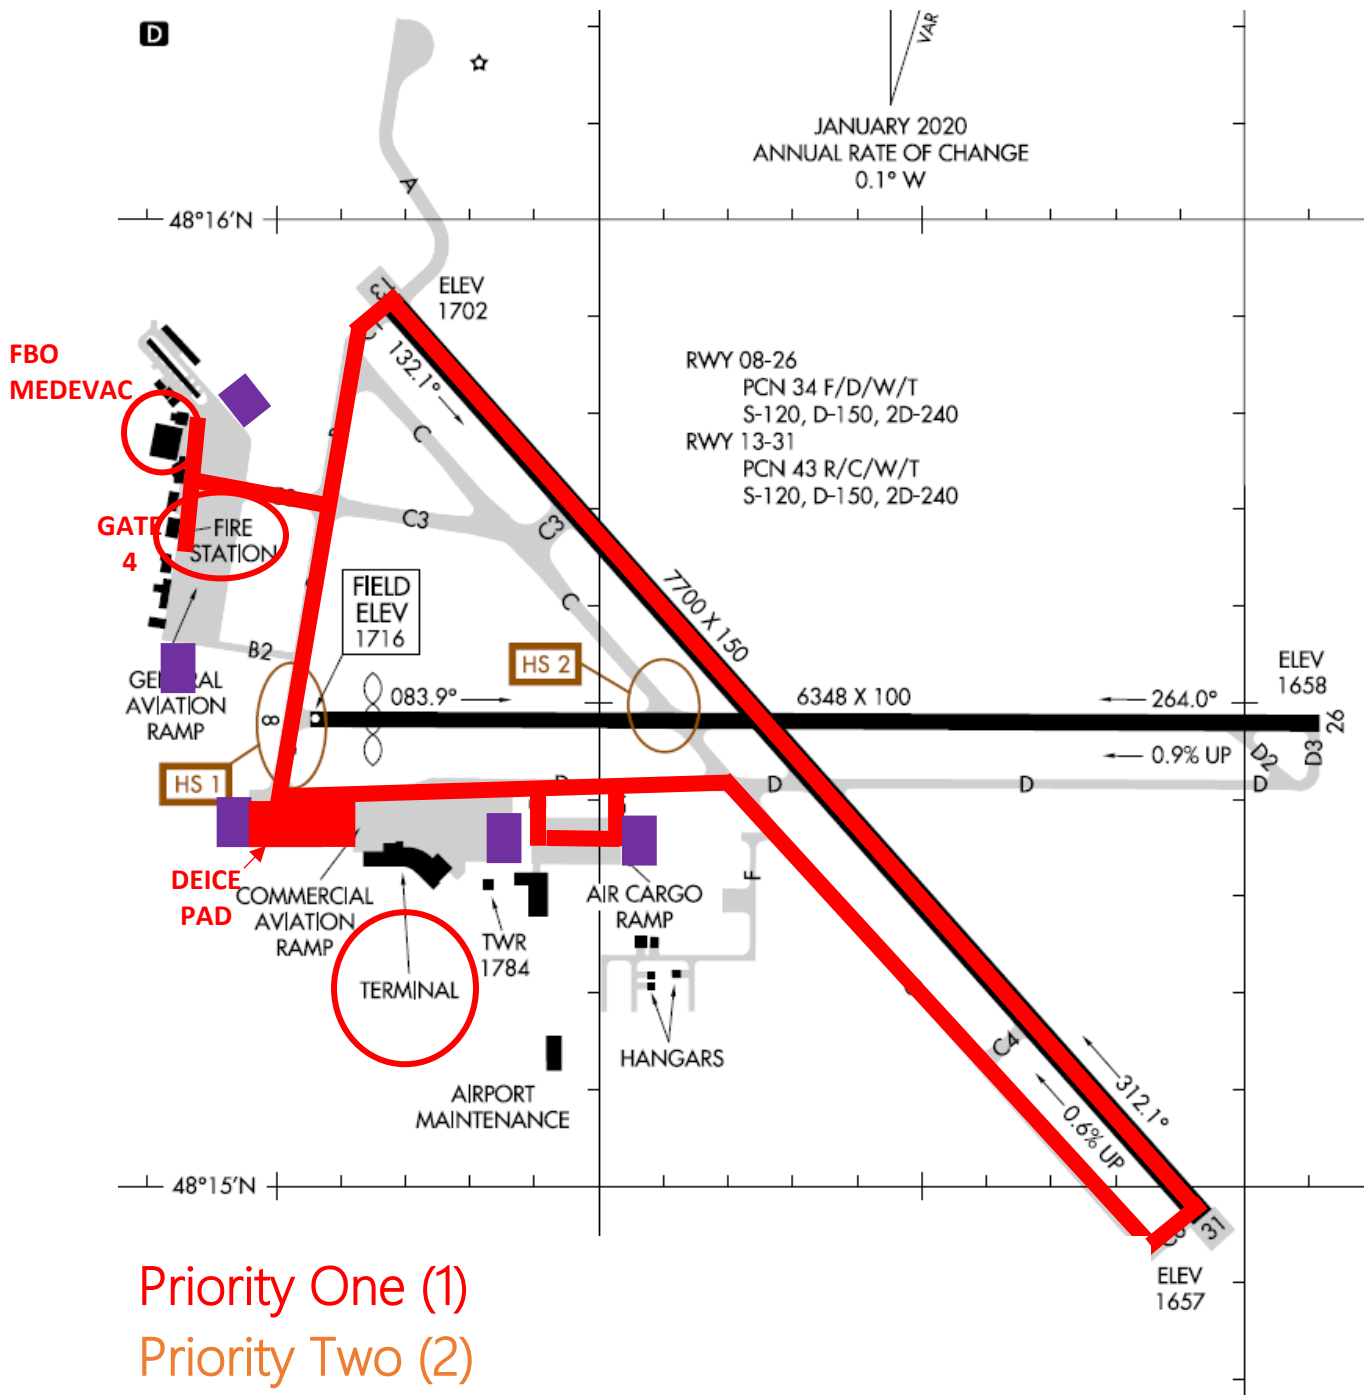 D
VAR
JANUARY 2020
ANNUAL RATE OF CHANGE
0.1° W
48°16'N
A
ELEV
1702
13
FBO
MEDEVAC
132.1°
RWY 08-26
PCN 34 F/D/W/T
S-120, D-150, 2D-240
RWY 13-31
PCN 43 R/C/W/T
S-120, D-150, 2D-240
C
C3
C3
GATE
4
FIRE
STATION
FIELD
ELEV
1716
C
7700 X 150
B2
HS 2
GENERAL
AVIATION
RAMP
083.9°
6348 X 100
264.0°
ELEV
1658
26
8
HS 1
0.9% UP
D2
D3
D
D
D
D
DEICE
PAD
COMMERCIAL
AVIATION
RAMP
TWR
1784
AIR CARGO
RAMP
F
TERMINAL
HANGARS
C4
AIRPORT
MAINTENANCE
312.1°
0.6% UP
48°15'N
31
ELEV
1657
Priority One (1)
Priority Two (2)